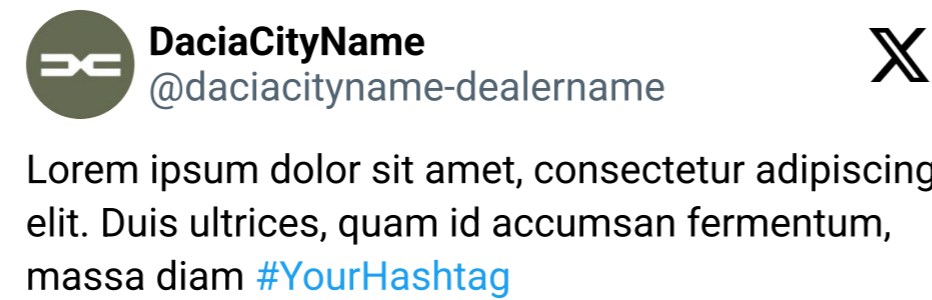 DaciaCityName
@daciacityname-dealername
Lorem ipsum dolor sit amet, consectetur adipiscing
elit. Duis ultrices, quam id accumsan fermentum,
massa diam #YourHashtag